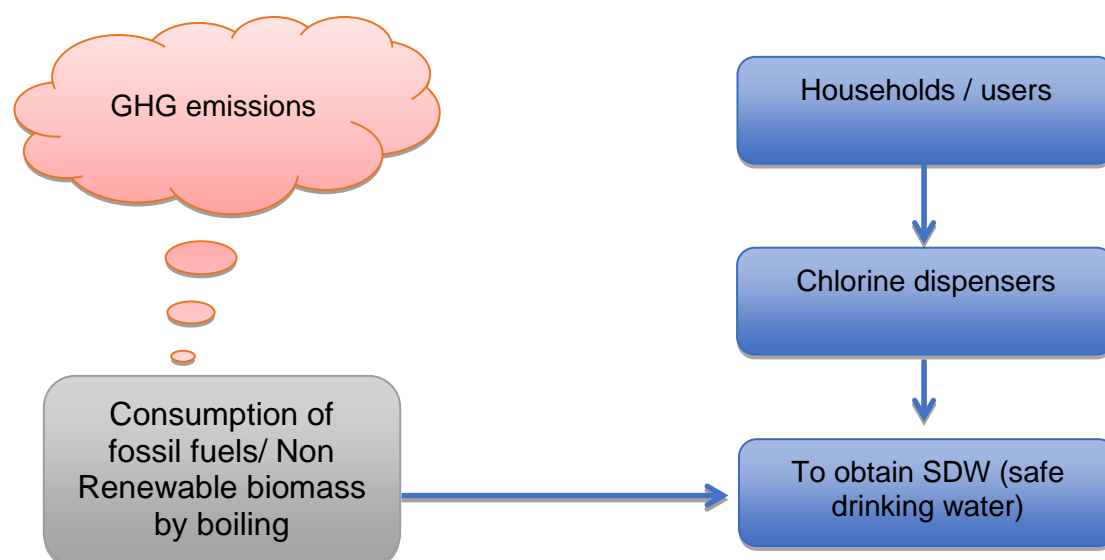 GHG emissions
Households / users
Chlorine dispensers
Consumption of
fossil fuels/ Non
Renewable biomass
by boiling
To obtain SDW (safe
drinking water)